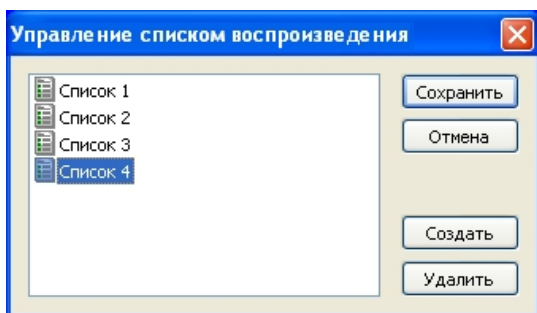 Управление списком воспроизведения
Список 1
Список 2
Список 3
Список 4
Сохранить
Отмена
Создать
Удалить